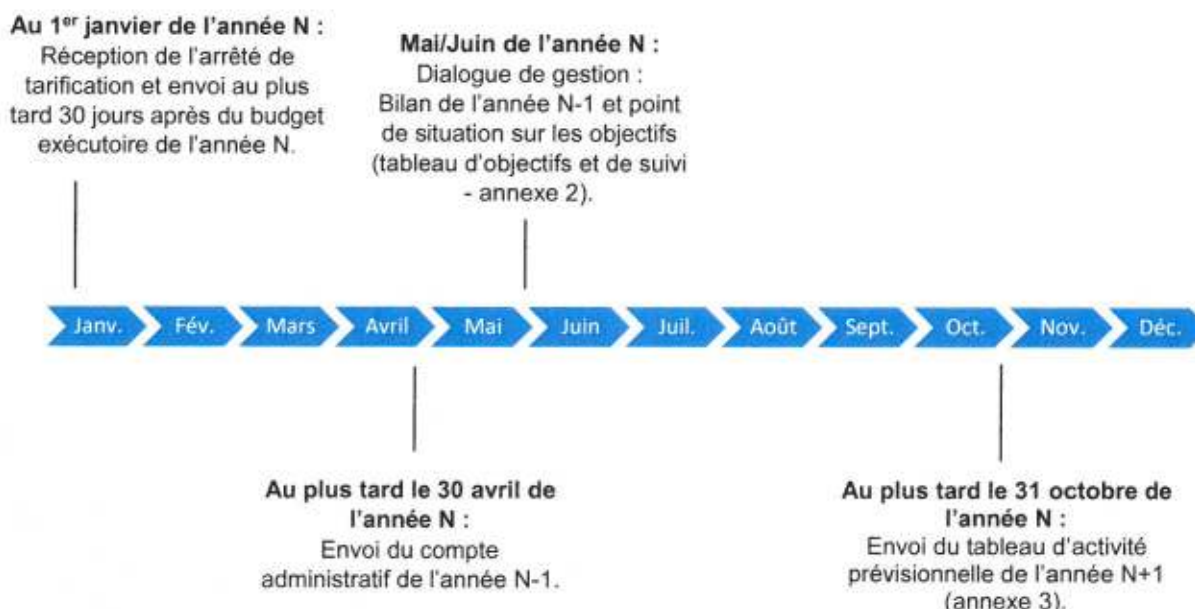 Au 1er janvier de l'année N :
Réception de l'arrêté de
tarification et envoi au plus
tard 30 jours après du budget
exécutoire de l'année N.
Mai/Juin de l'année N :
Dialogue de gestion :
Bilan de l'année N-1 et point
de situation sur les objectifs
(tableau d'objectifs et de suivi
- annexe 2).
Janv. Fév. Mars Avril Mai Juin Juil. Août Sept. Oct. Nov. Déc.
Au plus tard le 30 avril de
l'année N :
Envoi du compte
administratif de l'année N-1.
Au plus tard le 31 octobre de
l'année N :
Envoi du tableau d'activité
prévisionnelle de l'année N+1
(annexe 3).